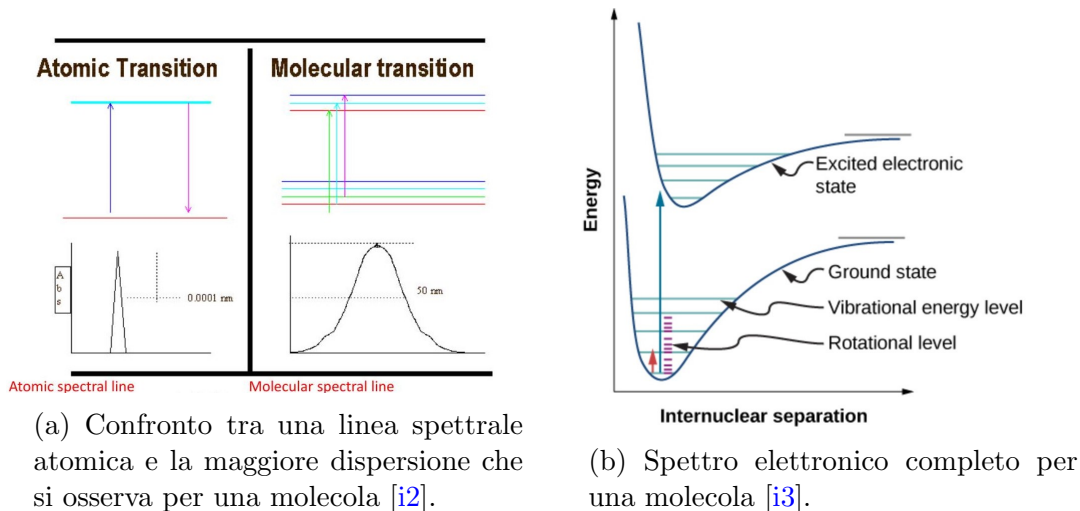 Atomic Transition
Molecular transition
A
b
s
0.0001 nm
50 nm
Atomic spectral line
Molecular spectral line
(a) Confronto tra una linea spettrale
atomica e la maggiore dispersione che
si osserva per una molecola [i2].
Energy
Excited electronic
state
Ground state
Vibrational energy level
Rotational level
Internuclear separation
(b) Spettro elettronico completo per
una molecola [i3].